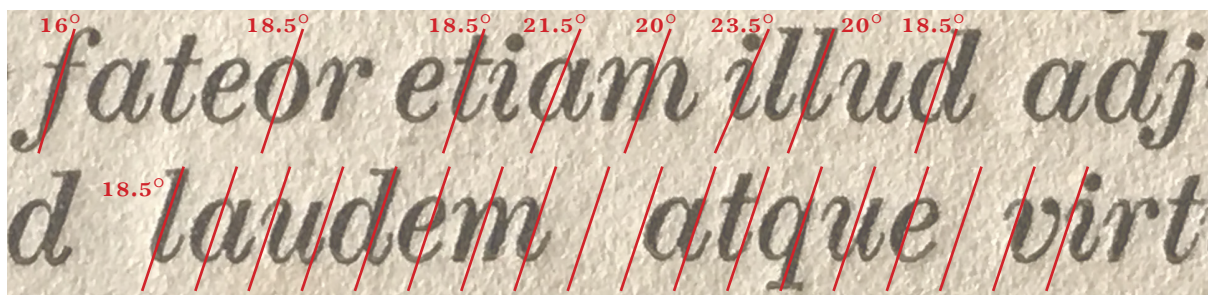 16° 18.5° 18.5° 21.5° 20° 23.5° 20° 18.5°
fateor etiam illud adj
18.5°
d laudem atque virt